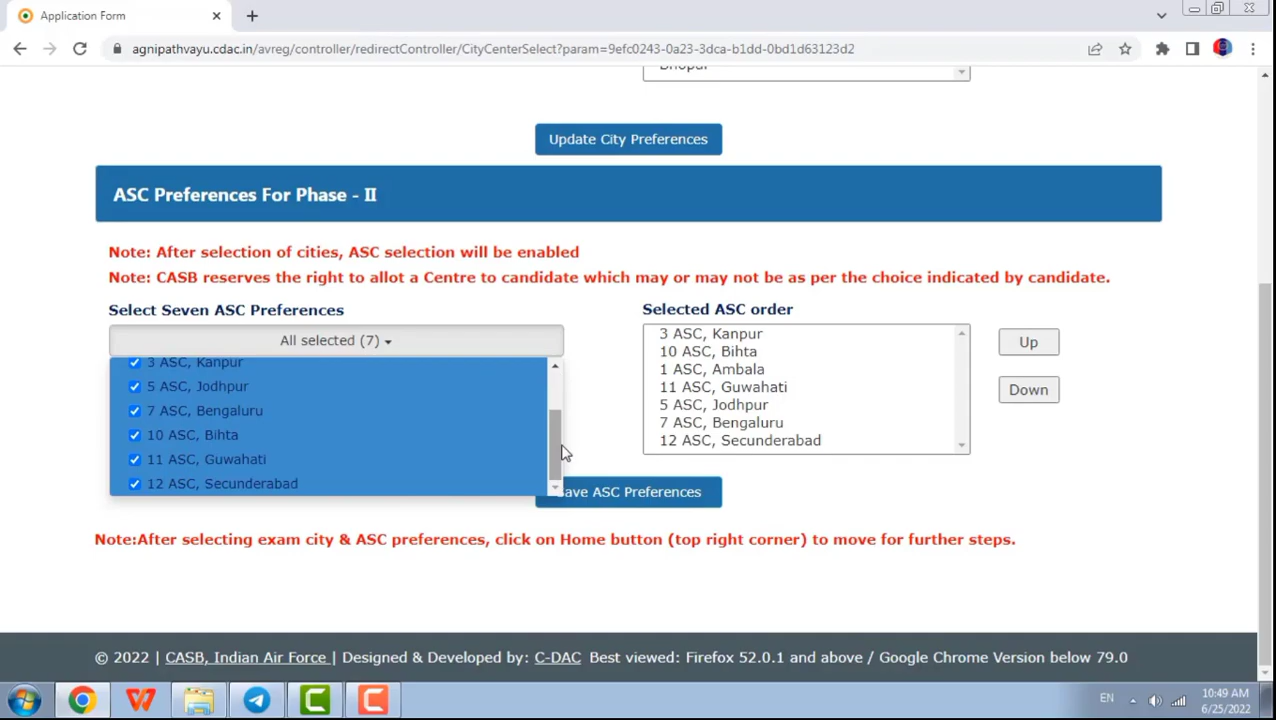 Application Form
agnipathvayu.cdac.in/avreg/controller/redirectController/CityCenterSelect?param=9efc0243-0a23-3dca-b1dd-0bd1d63123d2
Update City Preferences
ASC Preferences For Phase - II
Note: After selection of cities, ASC selection will be enabled
Note: CASB reserves the right to allot a Centre to candidate which may or may not be as per the choice indicated by candidate.
Select Seven ASC Preferences
All selected (7)
3 ASC, Kanpur
5 ASC, Jodhpur
7 ASC, Bengaluru
10 ASC, Bihta
11 ASC, Guwahati
12 ASC, Secunderabad
Selected ASC order
3 ASC, Kanpur
10 ASC, Bihta
1 ASC, Ambala
11 ASC, Guwahati
5 ASC, Jodhpur
7 ASC, Bengaluru
12 ASC, Secunderabad
Up
Down
ave ASC Preferences
Note:After selecting exam city & ASC preferences, click on Home button (top right corner) to move for further steps.
© 2022 | CASB, Indian Air Force | Designed & Developed by: C-DAC Best viewed: Firefox 52.0.1 and above / Google Chrome Version below 79.0
EN
10:49 AM
6/25/2022